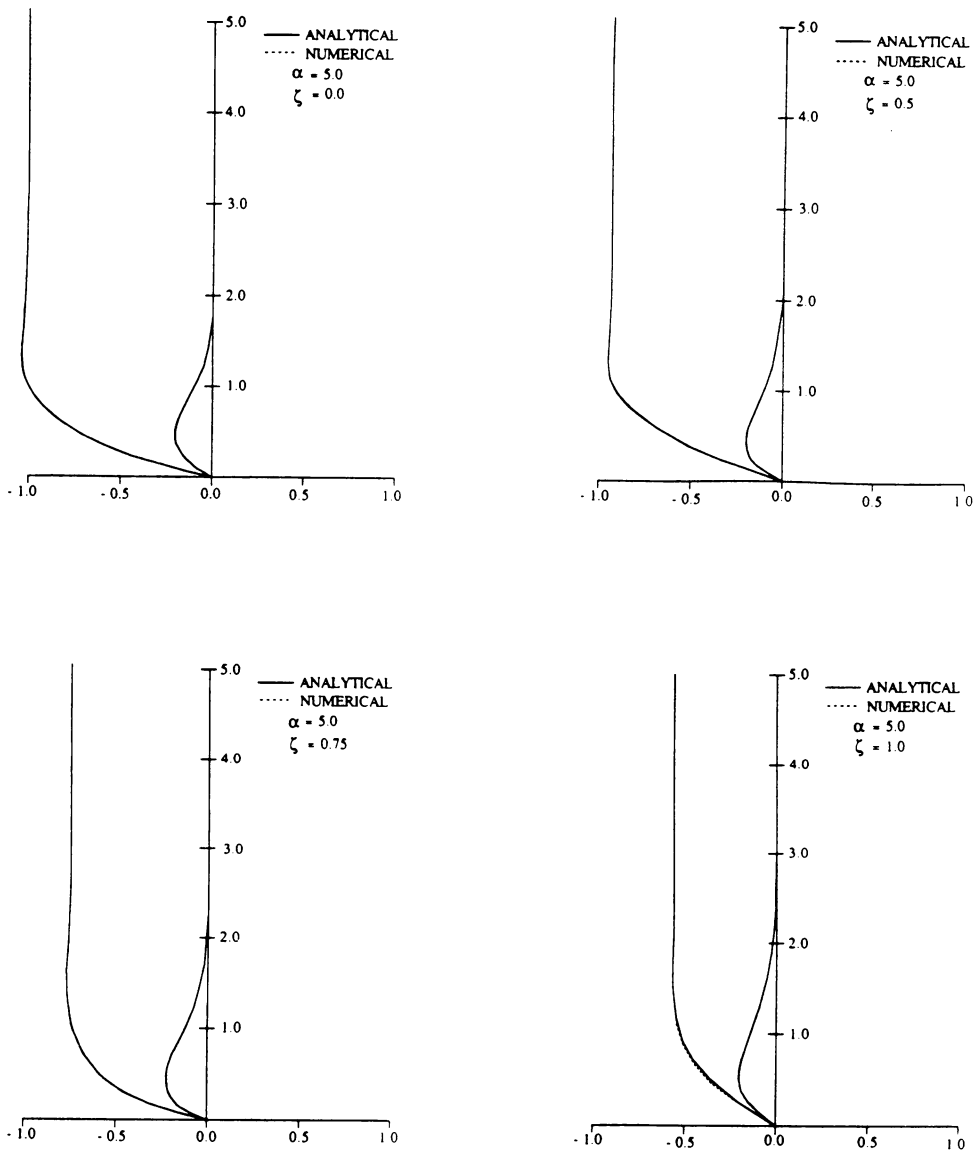 5.0
ANALYTICAL
NUMERICAL
α = 5.0
ζ = 0.0
4.0
3.0
2.0
1.0
- 1.0 - 0.5 0.0 0.5 1.0
5.0
ANALYTICAL
NUMERICAL
α = 5.0
ζ = 0.5
4.0
3.0
2.0
1.0
- 1.0 - 0.5 0.0 0.5 1 0
5.0
ANALYTICAL
NUMERICAL
α = 5.0
ζ = 0.75
4.0
3.0
2.0
1.0
- 1 0 - 0.5 0.0 0.5 1 0
5.0
ANALYTICAL
NUMERICAL
α = 5.0
ζ = 1.0
4.0
3.0
2.0
1.0
- 1.0 - 0.5 0.0 0.5 1 0